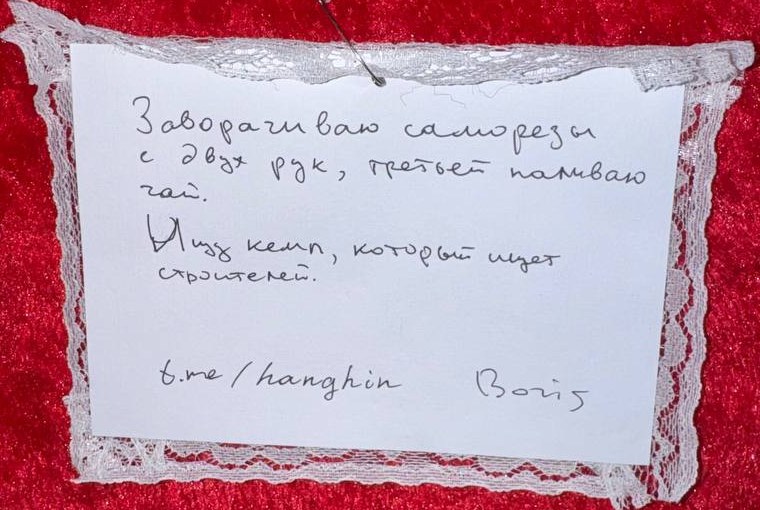 Заворачиваю саморезы
с двух рук, третьей наливаю
чай.
Ищу кемп, который ищет
строителей.
t.me/hanghin Boris